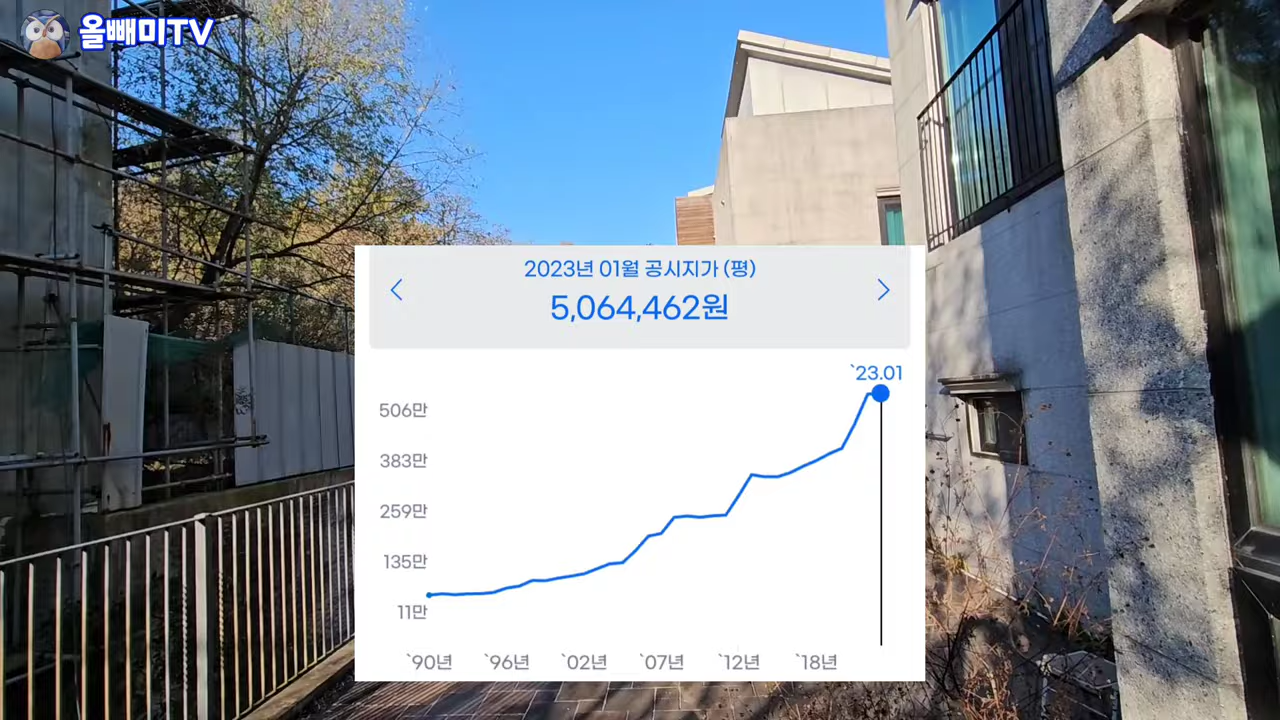 올빼미TV
2023년 01월 공시지가 (평)
5,064,462원
`23.01
506만
383만
259만
135만
11만
`90년 `96년 `02년 `07년 `12년 `18년